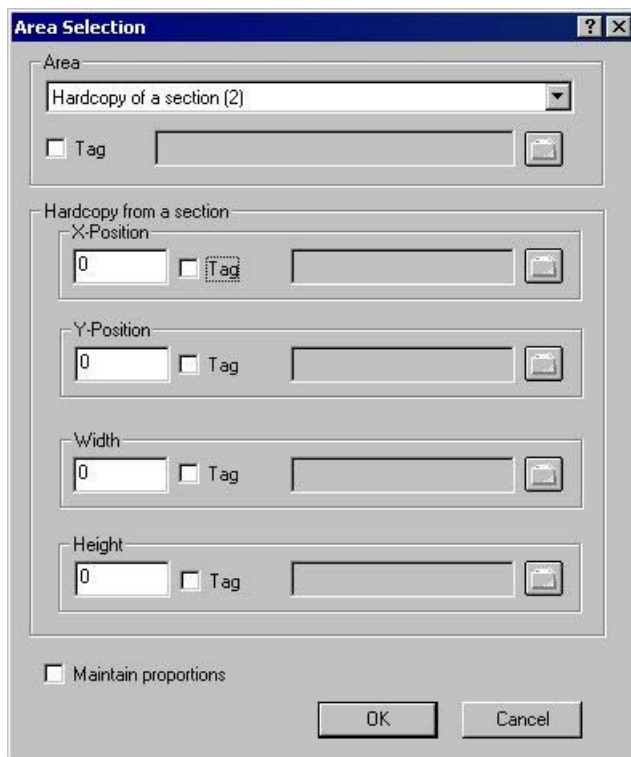 Area Selection
Area
Hardcopy of a section (2)
Tag
Hardcopy from a section
X-Position
0 Tag
Y-Position
0 Tag
Width
0 Tag
Height
0 Tag
Maintain proportions
OK Cancel